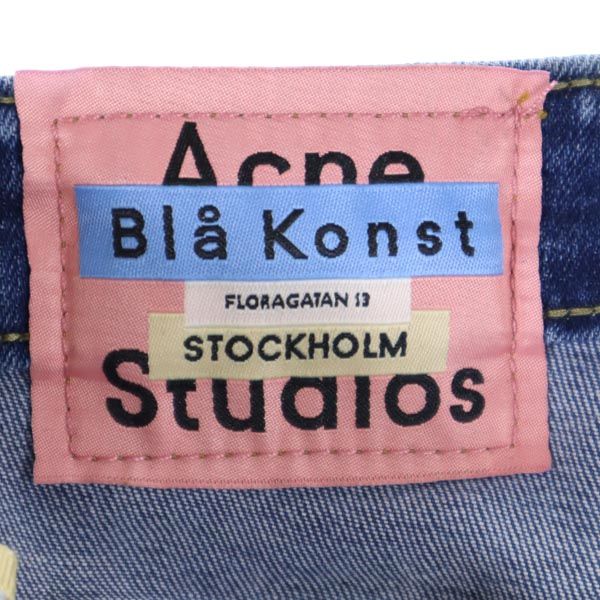 Acne
Blå Konst
FLORAGATAN 13
STOCKHOLM
Studios